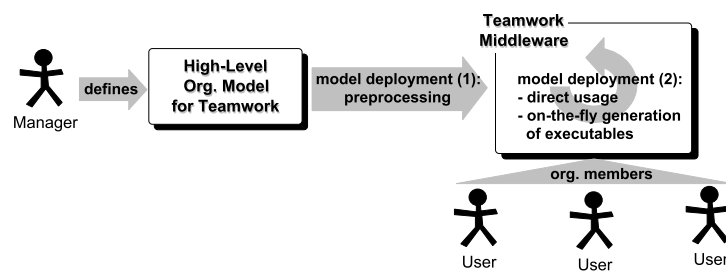 Manager
defines
High-Level
Org. Model
for Teamwork
model deployment (1):
preprocessing
Teamwork
Middleware
model deployment (2):
- direct usage
- on-the-fly generation
of executables
org. members
User
User
User